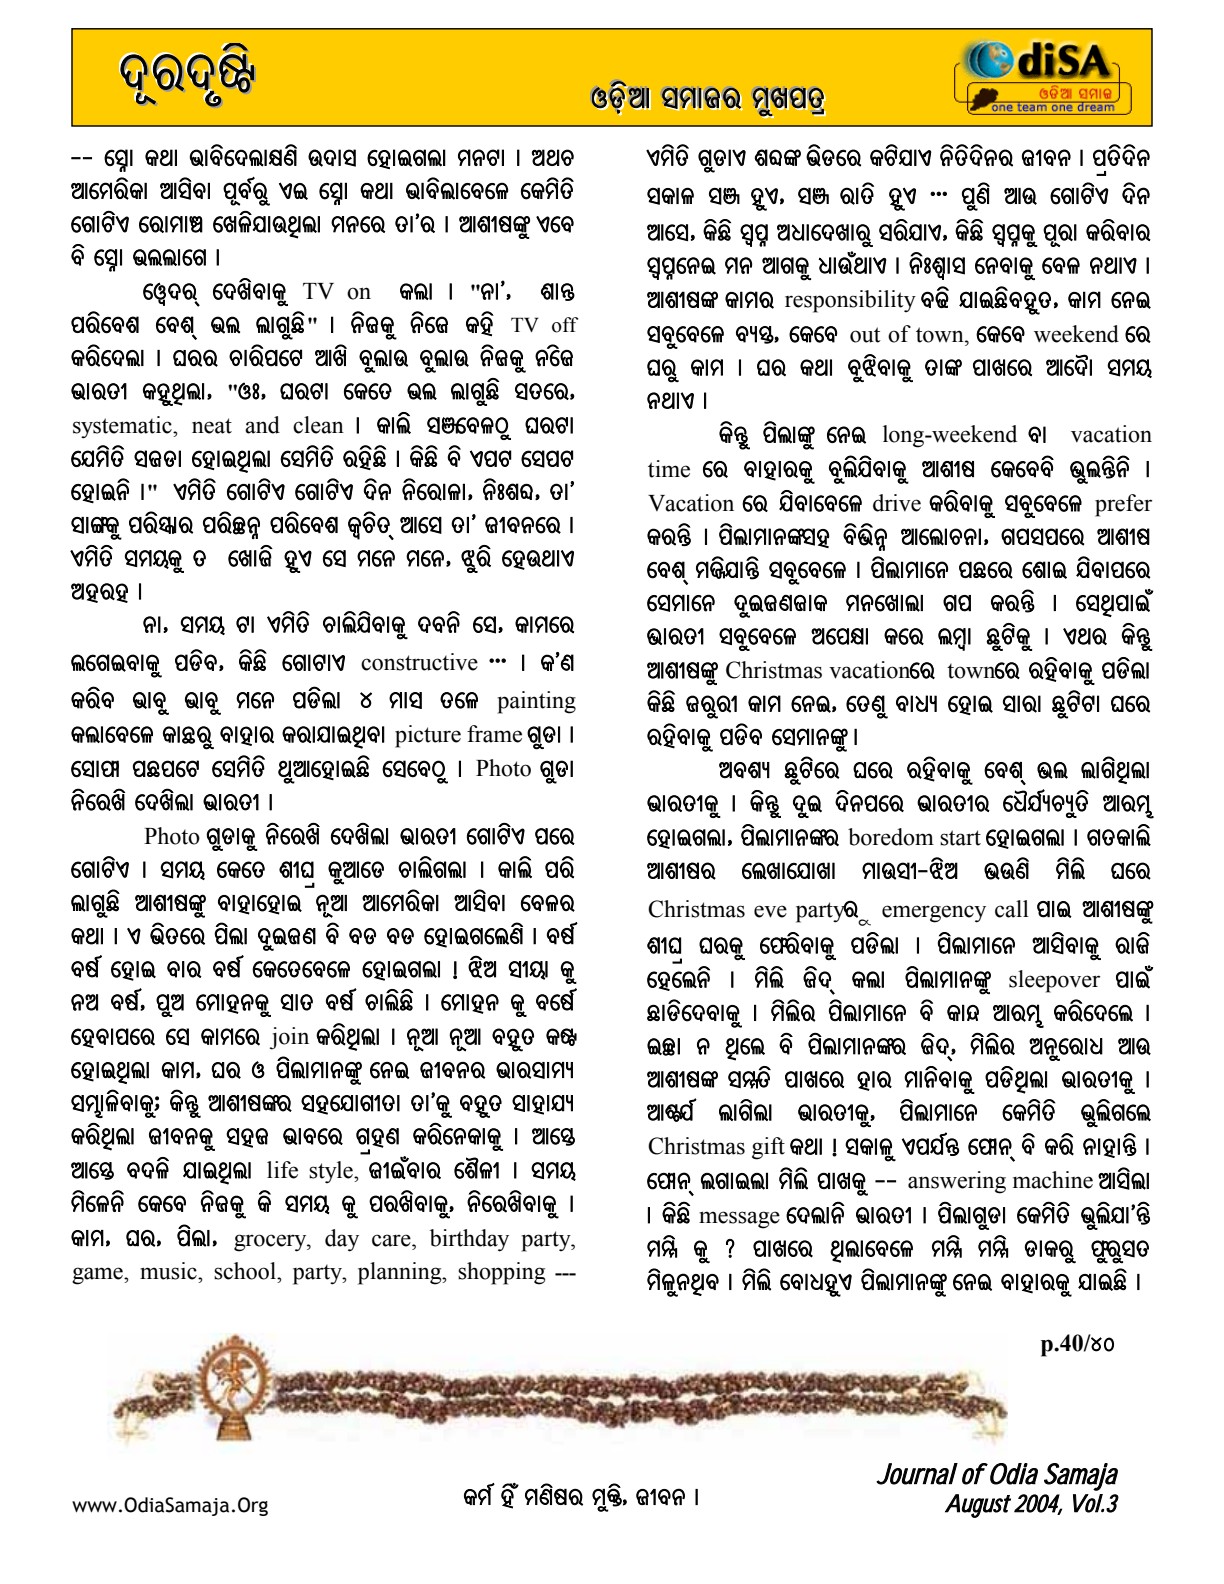 ଦୂରଦୃଷ୍ଟି
ଓଡ଼ିଆ ସମାଜର ମୁଖପତ୍ର
OdiSA
ଓଡିଆ ସମାଜ
one team one dream
-- ସ୍ନୋ କଥା ଭାବିଦେଲାକ୍ଷଣି ଉଦାସ ହୋଇଗଲା ମନଟା । ଅଥଚ
ଆମେରିକା ଆସିବା ପୂର୍ବରୁ ଏଇ ସ୍ନୋ କଥା ଭାବିଲାବେଳେ କେମିତି
ଗୋଟିଏ ରୋମାଞ୍ଚ ଖେଳିଯାଉଥିଲା ମନରେ ତା'ର । ଆଶୀଷଙ୍କୁ ଏବେ
ବି ସ୍ନୋ ଭଲଲାଗେ ।
ୱେଦର୍ ଦେଖିବାକୁ TV on କଲା । "ନା', ଶାନ୍ତ
ପରିବେଶ ବେଶ୍ ଭଲ ଲାଗୁଛି" । ନିଜକୁ ନିଜେ କହି TV off
କରିଦେଲା । ଘରର ଚାରିପଟେ ଆଖି ବୁଲାଉ ବୁଲାଉ ନିଜକୁ ନିଜେ
ଭାରତୀ କହୁଥିଲା, "ଓଃ, ଘରଟା କେତେ ଭଲ ଲାଗୁଛି ସତରେ,
systematic, neat and clean । କାଲି ସଞ୍ଜବେଳଠୁ ଘରଟା
ଯେମିତି ସଜଡା ହୋଇଥିଲା ସେମିତି ରହିଛି । କିଛି ବି ଏପଟ ସେପଟ
ହୋଇନି ।" ଏମିତି ଗୋଟିଏ ଗୋଟିଏ ଦିନ ନିରୋଳା, ନିଃଶବ୍ଦ, ତା'
ସାଙ୍ଗକୁ ପରିସ୍କାର ପରିଚ୍ଛନ୍ନ ପରିବେଶ କ୍ୱଚିତ୍ ଆସେ ତା' ଜୀବନରେ ।
ଏମିତି ସମୟକୁ ତ ଖୋଜି ହୁଏ ସେ ମନେ ମନେ, ଝୁରି ହେଉଥାଏ
ଅହରହ ।
ନା, ସମୟ ଟା ଏମିତି ଚାଲିଯିବାକୁ ଦବନି ସେ, କାମରେ
ଲଗେଇବାକୁ ପଡିବ, କିଛି ଗୋଟାଏ constructive ... । କ'ଣ
କରିବ ଭାବୁ ଭାବୁ ମନେ ପଡିଲା ୪ ମାସ ତଳେ painting
କଲାବେଳେ କାନ୍ଥରୁ ବାହାର କରାଯାଇଥିବା picture frame ଗୁଡା ।
ସୋଫା ପଛପଟେ ସେମିତି ଥୁଆହୋଇଛି ସେବେଠୁ । Photo ଗୁଡା
ନିରେଖି ଦେଖିଲା ଭାରତୀ ।
Photo ଗୁଡାକୁ ନିରେଖି ଦେଖିଲା ଭାରତୀ ଗୋଟିଏ ପରେ
ଗୋଟିଏ । ସମୟ କେତେ ଶୀଘ୍ର କୁଆଡେ ଚାଲିଗଲା । କାଲି ପରି
ଲାଗୁଛି ଆଶୀଷଙ୍କୁ ବାହାହୋଇ ନୂଆ ଆମେରିକା ଆସିବା ବେଳର
କଥା । ଏ ଭିତରେ ପିଲା ଦୁଇଜଣ ବି ବଡ ବଡ ହୋଇଗଲେଣି । ବର୍ଷ
ବର୍ଷ ହୋଇ ବାର ବର୍ଷ କେତେବେଳେ ହୋଇଗଲା ! ଝିଅ ସୀୟା କୁ
ନଅ ବର୍ଷ, ପୁଅ ମୋହନକୁ ସାତ ବର୍ଷ ଚାଲିଛି । ମୋହନ କୁ ବର୍ଷେ
ହେବାପରେ ସେ କାମରେ join କରିଥିଲା । ନୂଆ ନୂଆ ବହୁତ କଷ୍ଟ
ହୋଇଥିଲା କାମ, ଘର ଓ ପିଲାମାନଙ୍କୁ ନେଇ ଜୀବନର ଭାରସାମ୍ୟ
ସମ୍ଭାଳିବାକୁ; କିନ୍ତୁ ଆଶୀଷଙ୍କର ସହଯୋଗୀତା ତା'କୁ ବହୁତ ସାହାଯ୍ୟ
କରିଥିଲା ଜୀବନକୁ ସହଜ ଭାବରେ ଗ୍ରହଣ କରିନେକାକୁ । ଆସ୍ତେ
ଆସ୍ତେ ବଦଳି ଯାଇଥିଲା life style, ଜୀଇଁବାର ଶୈଳୀ । ସମୟ
ମିଳେନି କେବେ ନିଜକୁ କି ସମୟ କୁ ପରଖିବାକୁ, ନିରେଖିବାକୁ ।
କାମ, ଘର, ପିଲା, grocery, day care, birthday party,
game, music, school, party, planning, shopping ---
ଏମିତି ଗୁଡାଏ ଶବ୍ଦଙ୍କ ଭିତରେ କଟିଯାଏ ନିତିଦିନର ଜୀବନ । ପ୍ରତିଦିନ
ସକାଳ ସଞ୍ଜ ହୁଏ, ସଞ୍ଜ ରାତି ହୁଏ ... ପୁଣି ଆଉ ଗୋଟିଏ ଦିନ
ଆସେ, କିଛି ସ୍ୱପ୍ନ ଅଧାଦେଖାରୁ ସରିଯାଏ, କିଛି ସ୍ୱପ୍ନକୁ ପୂରା କରିବାର
ସ୍ୱପ୍ନନେଇ ମନ ଆଗକୁ ଧାଉଁଥାଏ । ନିଃଶ୍ୱାସ ନେବାକୁ ବେଳ ନଥାଏ ।
ଆଶୀଷଙ୍କ କାମର responsibility ବଢି ଯାଇଛିବହୁତ, କାମ ନେଇ
ସବୁବେଳେ ବ୍ୟସ୍ତ, କେବେ out of town, କେବେ weekend ରେ
ଘରୁ କାମ । ଘର କଥା ବୁଝିବାକୁ ତାଙ୍କ ପାଖରେ ଆଦୌ ସମୟ
ନଥାଏ ।
କିନ୍ତୁ ପିଲାଙ୍କୁ ନେଇ long-weekend ବା vacation
time ରେ ବାହାରକୁ ବୁଲିଯିବାକୁ ଆଶୀଷ କେବେବି ଭୁଲନ୍ତିନି ।
Vacation ରେ ଯିବାବେଳେ drive କରିବାକୁ ସବୁବେଳେ prefer
କରନ୍ତି । ପିଲାମାନଙ୍କସହ ବିଭିନ୍ନ ଆଲୋଚନା, ଗପସପରେ ଆଶୀଷ
ବେଶ୍ ମଜ୍ଜିଯାନ୍ତି ସବୁବେଳେ । ପିଲାମାନେ ପଛରେ ଶୋଇ ଯିବାପରେ
ସେମାନେ ଦୁଇଜଣଜାକ ମନଖୋଲା ଗପ କରନ୍ତି । ସେଥିପାଇଁ
ଭାରତୀ ସବୁବେଳେ ଅପେକ୍ଷା କରେ ଲମ୍ବା ଛୁଟିକୁ । ଏଥର କିନ୍ତୁ
ଆଶୀଷଙ୍କୁ Christmas vacationରେ townରେ ରହିବାକୁ ପଡିଲା
କିଛି ଜରୁରୀ କାମ ନେଇ, ତେଣୁ ବାଧ୍ୟ ହୋଇ ସାରା ଛୁଟିଟା ଘରେ
ରହିବାକୁ ପଡିବ ସେମାନଙ୍କୁ ।
ଅବଶ୍ୟ ଛୁଟିରେ ଘରେ ରହିବାକୁ ବେଶ୍ ଭଲ ଲାଗିଥିଲା
ଭାରତୀକୁ । କିନ୍ତୁ ଦୁଇ ଦିନପରେ ଭାରତୀର ଧୈର୍ଯ୍ୟଚ୍ୟୁତି ଆରମ୍ଭ
ହୋଇଗଲା, ପିଲାମାନଙ୍କର boredom start ହୋଇଗଲା । ଗତକାଲି
ଆଶୀଷର ଲେଖାଯୋଖା ମାଉସୀ-ଝିଅ ଭଉଣି ମିଲି ଘରେ
Christmas eve partyରୁ emergency call ପାଇ ଆଶୀଷଙ୍କୁ
ଶୀଘ୍ର ଘରକୁ ଫେରିବାକୁ ପଡିଲା । ପିଲାମାନେ ଆସିବାକୁ ରାଜି
ହେଲେନି । ମିଲି ଜିଦ୍ କଲା ପିଲାମାନଙ୍କୁ sleepover ପାଇଁ
ଛାଡିଦେବାକୁ । ମିଲିର ପିଲାମାନେ ବି କାନ୍ଦ ଆରମ୍ଭ କରିଦେଲେ ।
ଇଚ୍ଛା ନ ଥିଲେ ବି ପିଲାମାନଙ୍କର ଜିଦ୍, ମିଲିର ଅନୁରୋଧ ଆଉ
ଆଶୀଷଙ୍କ ସମ୍ମତି ପାଖରେ ହାର ମାନିବାକୁ ପଡିଥିଲା ଭାରତୀକୁ ।
ଆଶ୍ଚର୍ଯ ଲାଗିଲା ଭାରତୀକୁ, ପିଲାମାନେ କେମିତି ଭୁଲିଗଲେ
Christmas gift କଥା ! ସକାଳୁ ଏପର୍ଯନ୍ତ ଫୋନ୍ ବି କରି ନାହାନ୍ତି ।
ଫୋନ୍ ଲଗାଇଲା ମିଲି ପାଖକୁ -- answering machine ଆସିଲା
। କିଛି message ଦେଲାନି ଭାରତୀ । ପିଲାଗୁଡା କେମିତି ଭୁଲିଯା'ନ୍ତି
ମମ୍ମି କୁ ? ପାଖରେ ଥିଲାବେଳେ ମମ୍ମି ମମ୍ମି ଡାକରୁ ଫୁରୁସତ
ମିଳୁନଥିବ । ମିଲି ବୋଧହୁଏ ପିଲାମାନଙ୍କୁ ନେଇ ବାହାରକୁ ଯାଇଛି ।
p.40/୪୦
www.OdiaSamaja.Org
କର୍ମ ହିଁ ମଣିଷର ମୁକ୍ତି, ଜୀବନ ।
Journal of Odia Samaja
August 2004, Vol.3